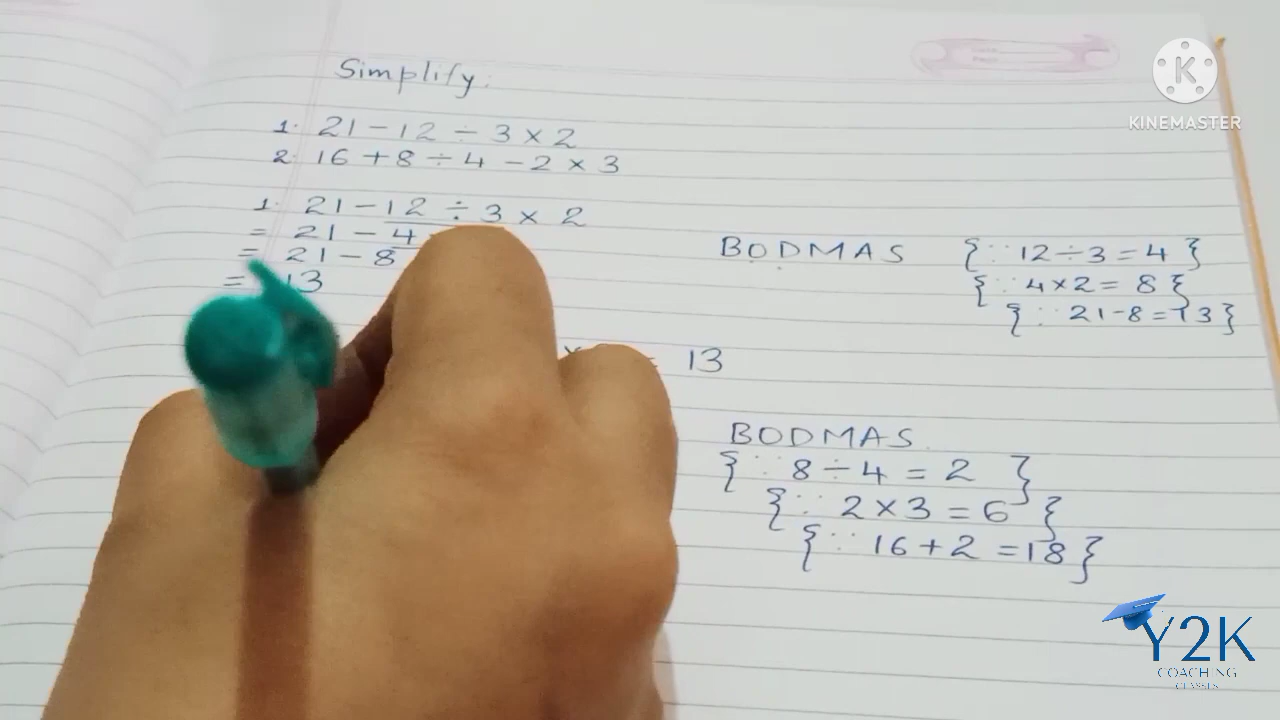 Simplify:
1. 21 - 12 ÷ 3 × 2
2. 16 + 8 ÷ 4 - 2 × 3
1. 21 - 12 ÷ 3 × 2
= 21 - 4
= 21 - 8
= 13
BODMAS { ∵ 12 ÷ 3 = 4 }
{ ∵ 4 × 2 = 8 }
{ ∵ 21 - 8 = 13 }
13
BODMAS
{ ∵ 8 ÷ 4 = 2 }
{ ∵ 2 × 3 = 6 }
{ ∵ 16 + 2 = 18 }
K
KINEMASTER
Y2K
COACHING
CLASSES